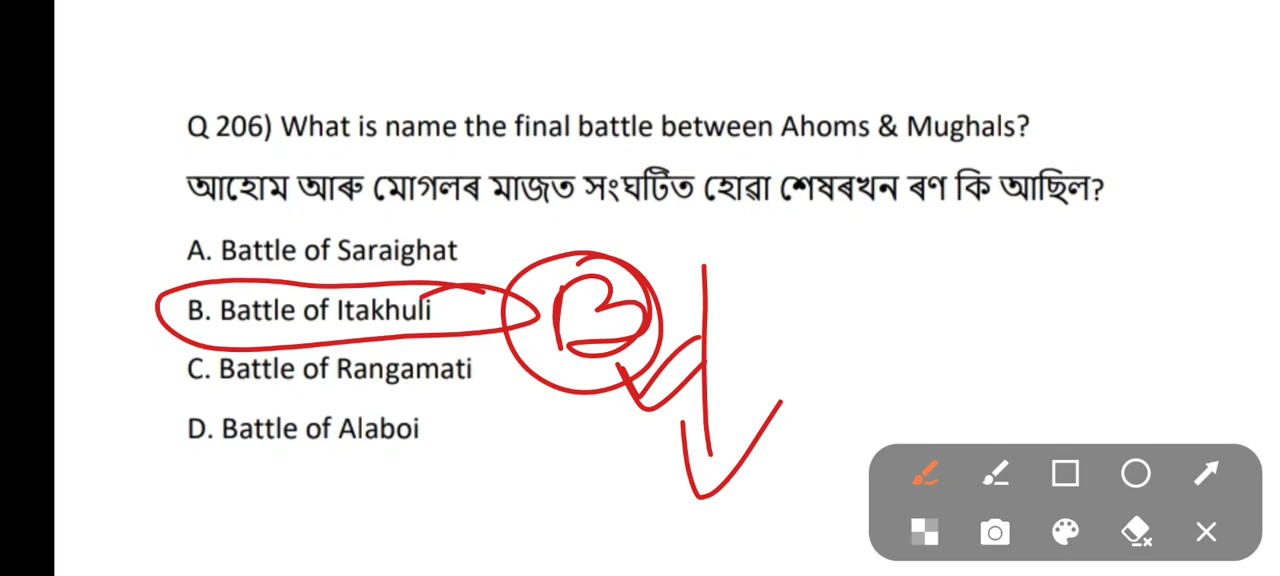 Q 206) What is name the final battle between Ahoms & Mughals?
আহোম আৰু মোগলৰ মাজত সংঘটিত হোৱা শেষৰখন ৰণ কি আছিল?
A. Battle of Saraighat
B. Battle of Itakhuli
B
C. Battle of Rangamati
D. Battle of Alaboi